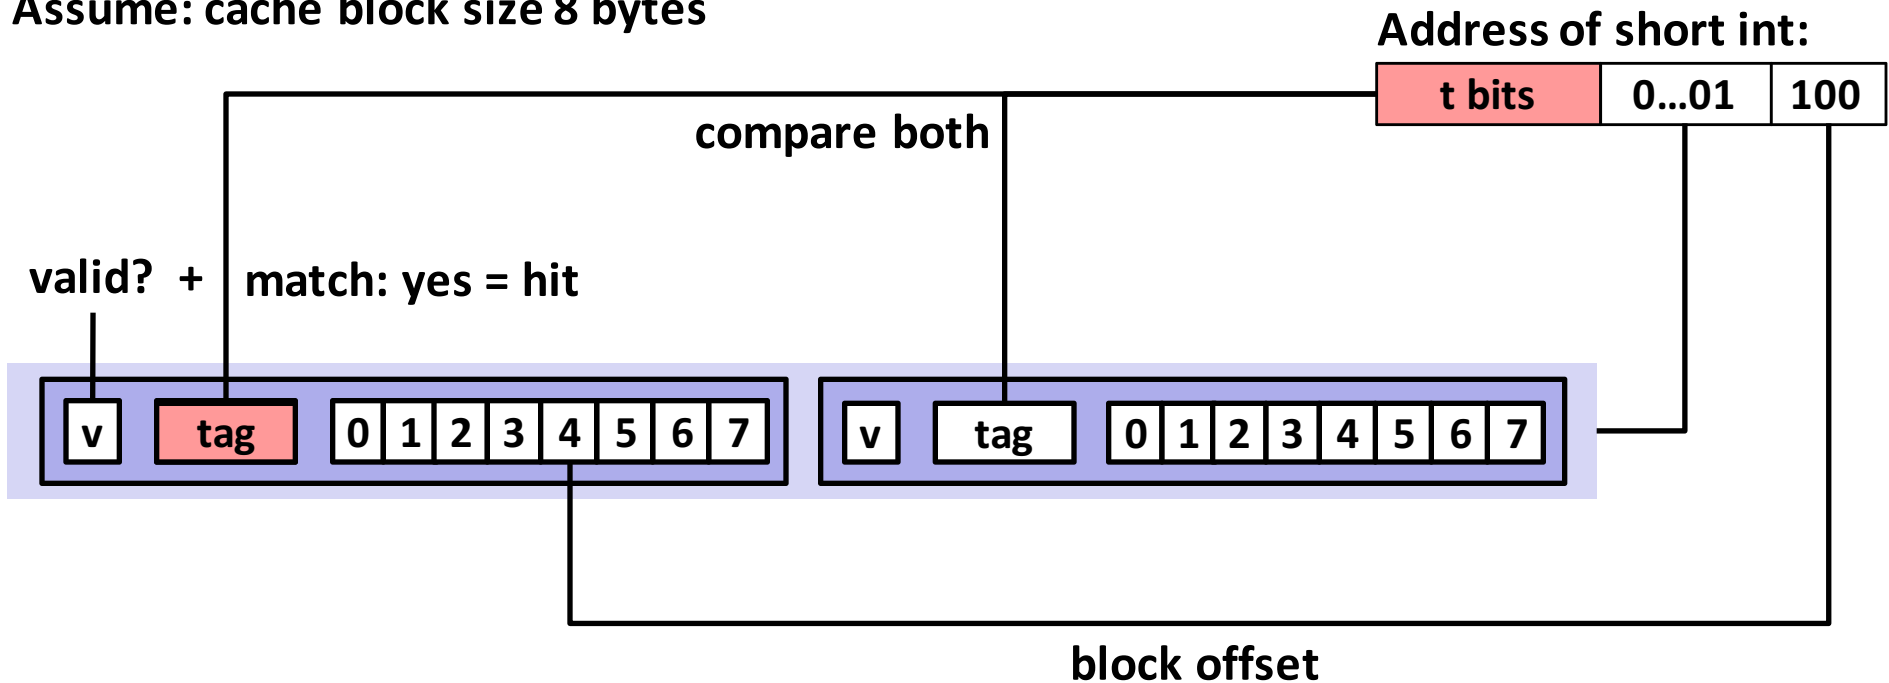 Assume: cache block size 8 bytes
Address of short int:
t bits 0...01 100
compare both
valid? + match: yes = hit
v tag 0 1 2 3 4 5 6 7 v tag 0 1 2 3 4 5 6 7
block offset